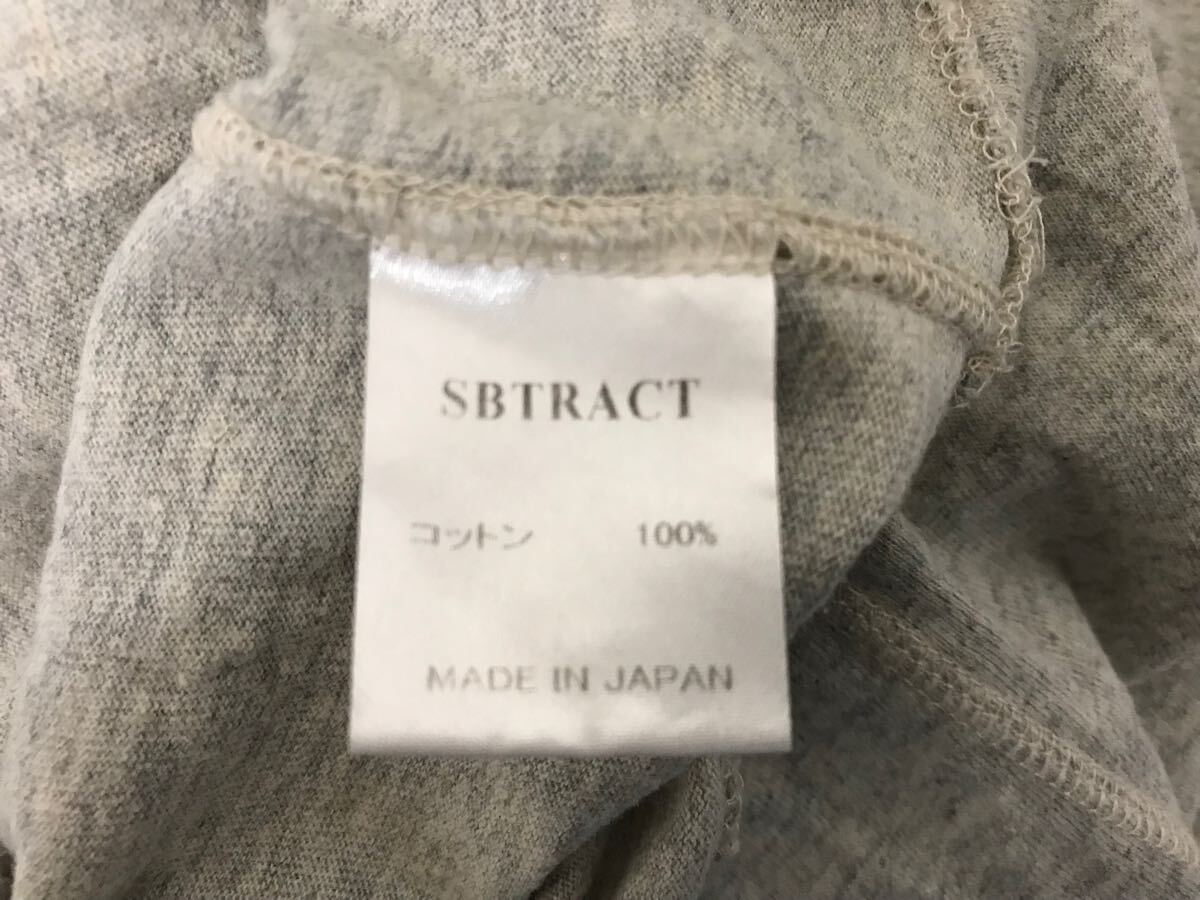 SBTRACT
コットン 100%
MADE IN JAPAN